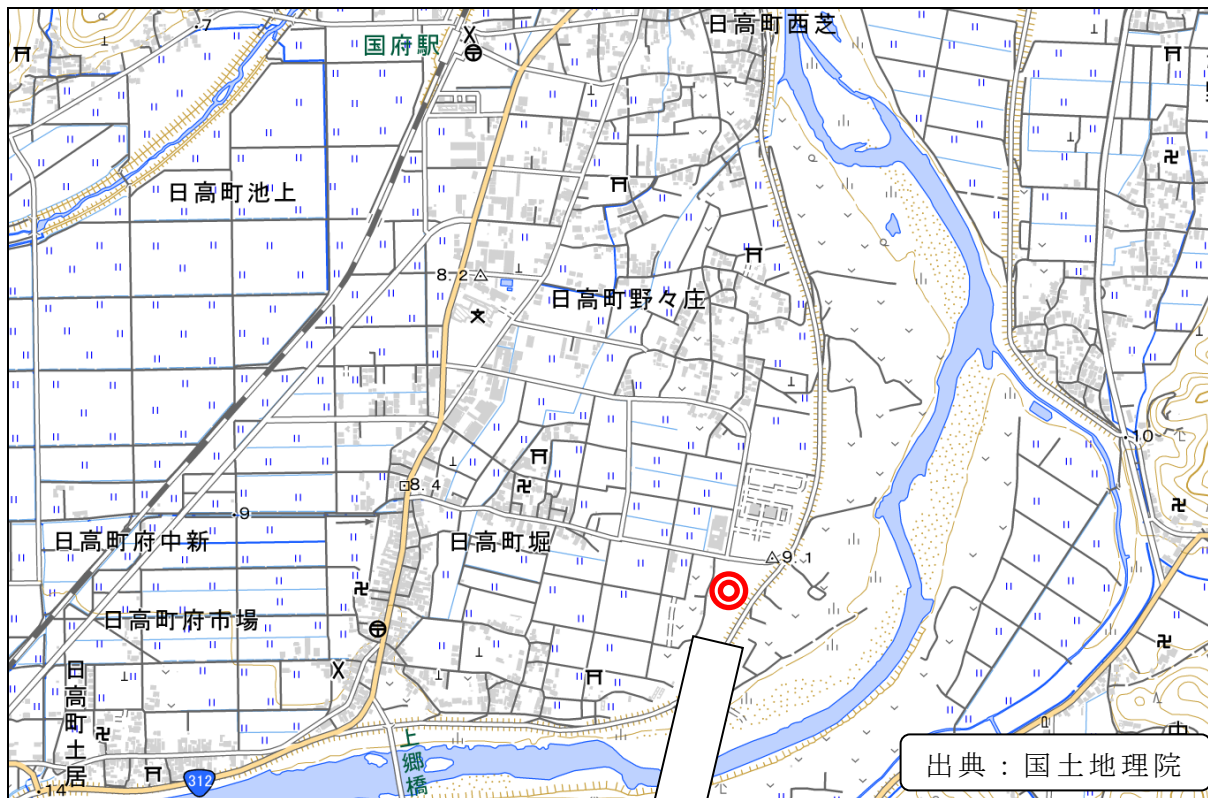 日高町西芝
7
国府駅
日高町池上
8.2
日高町野々庄
10
8.4
9
日高町府中新
日高町堀
9.1
日高町府市場
日高町土居
上郷橋
312
14
出典：国土地理院